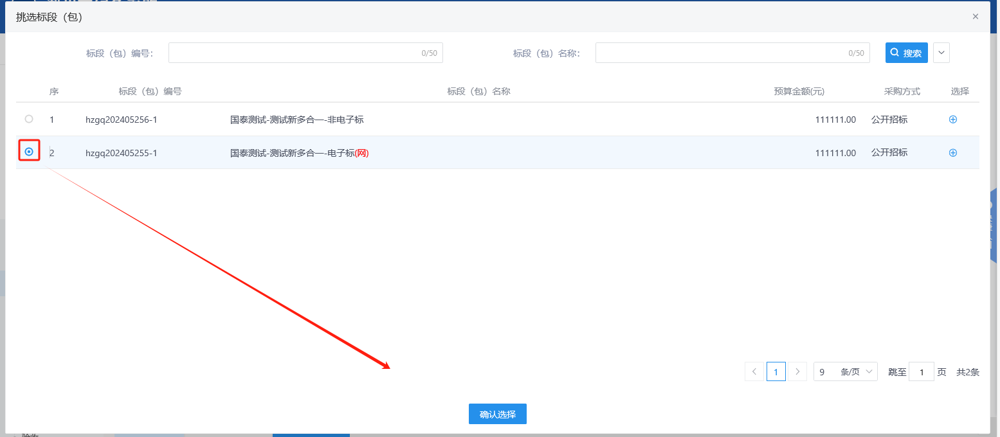 挑选标段（包）
标段（包）编号： 0/50 标段（包）名称： 0/50 搜索
序 标段（包）编号 标段（包）名称 预算金额(元) 采购方式 选择
1 hzgq202405256-1 国泰测试-测试新多合一-非电子标 111111.00 公开招标
2 hzgq202405255-1 国泰测试-测试新多合一-电子标(网) 111111.00 公开招标
1 9 条/页 跳至 1 页 共2条
确认选择
验收